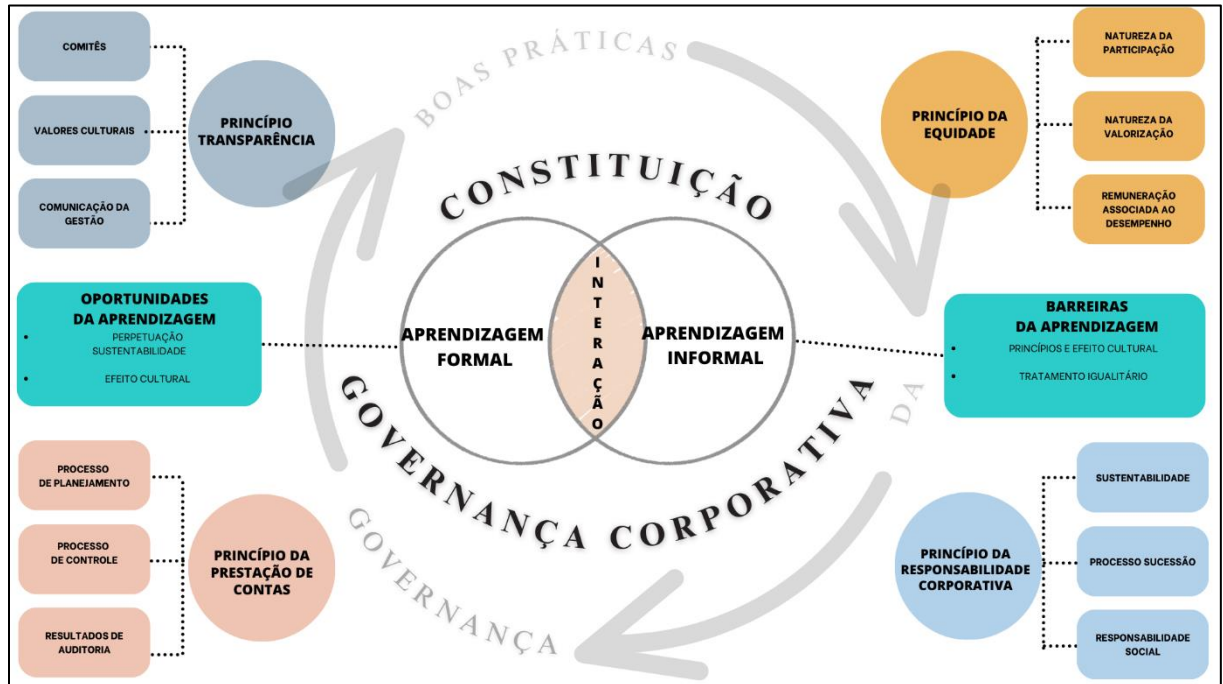 COMITÊS
VALORES CULTURAIS
COMUNICAÇÃO DA
GESTÃO
PRINCÍPIO
TRANSPARÊNCIA
BOAS PRÁTICAS
DA
GOVERNANÇA
CONSTITUIÇÃO
GOVERNANÇA CORPORATIVA
PRINCÍPIO DA
EQUIDADE
NATUREZA DA
PARTICIPAÇÃO
NATUREZA DA
VALORIZAÇÃO
REMUNERAÇÃO
ASSOCIADA AO
DESEMPENHO
OPORTUNIDADES
DA APRENDIZAGEM
• PERPETUAÇÃO
SUSTENTABILIDADE
• EFEITO CULTURAL
APRENDIZAGEM
FORMAL
INTERAÇÃO
APRENDIZAGEM
INFORMAL
BARREIRAS
DA APRENDIZAGEM
• PRINCÍPIOS E EFEITO CULTURAL
• TRATAMENTO IGUALITÁRIO
PROCESSO
DE PLANEJAMENTO
PROCESSO
DE CONTROLE
RESULTADOS DE
AUDITORIA
PRINCÍPIO DA
PRESTAÇÃO DE
CONTAS
PRINCÍPIO DA
RESPONSABILIDADE
CORPORATIVA
SUSTENTABILIDADE
PROCESSO SUCESSÃO
RESPONSABILIDADE
SOCIAL